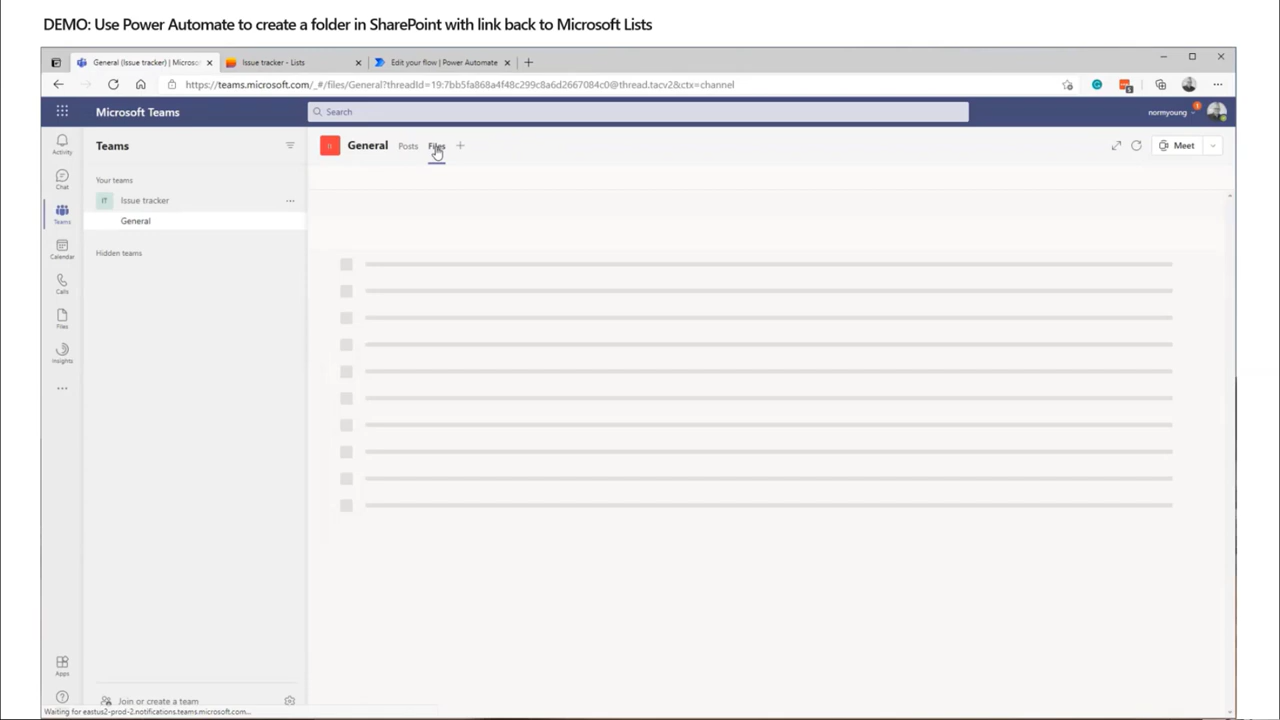 DEMO: Use Power Automate to create a folder in SharePoint with link back to Microsoft Lists
General (Issue tracker) | Microsof
Issue tracker - Lists
Edit your flow | Power Automate
https://teams.microsoft.com/_#/files/General?threadId=19:7bb5fa868a4f48c299c8a6d2667084c0@thread.tacv2&ctx=channel
Microsoft Teams
Search
normyoung
Activity
Chat
Teams
Calendar
Calls
Files
Insights
Apps
Teams
Your teams
IT Issue tracker
General
Hidden teams
Join or create a team
General Posts Files
Meet
Waiting for eastus2-prod-2.notifications.teams.microsoft.com...